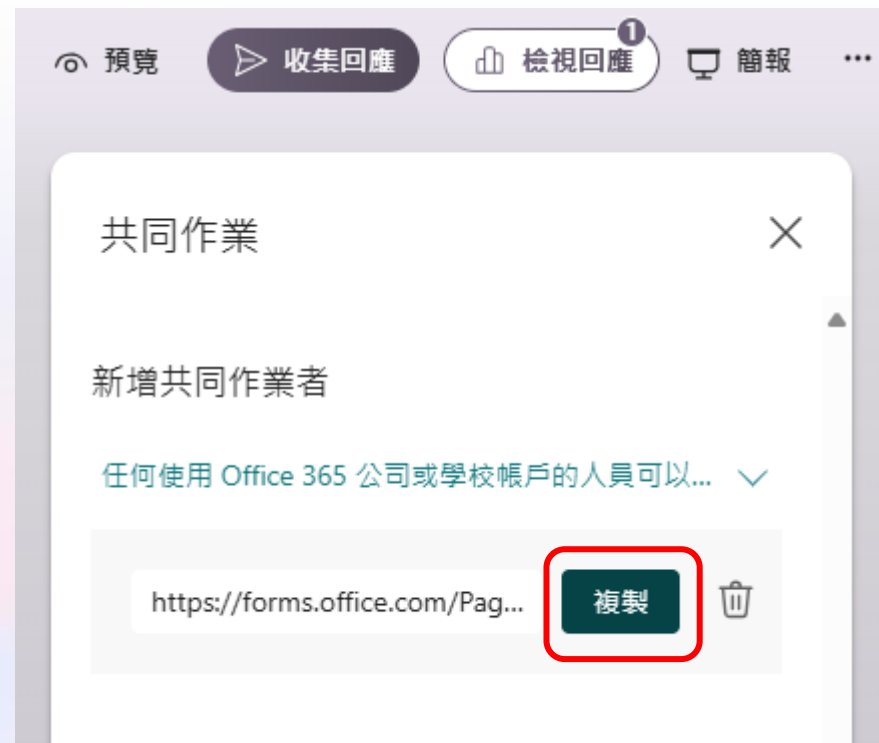 預覽 收集回應 檢視回應 1 簡報 ...
共同作業
新增共同作業者
任何使用 Office 365 公司或學校帳戶的人員可以...
https://forms.office.com/Pag... 複製